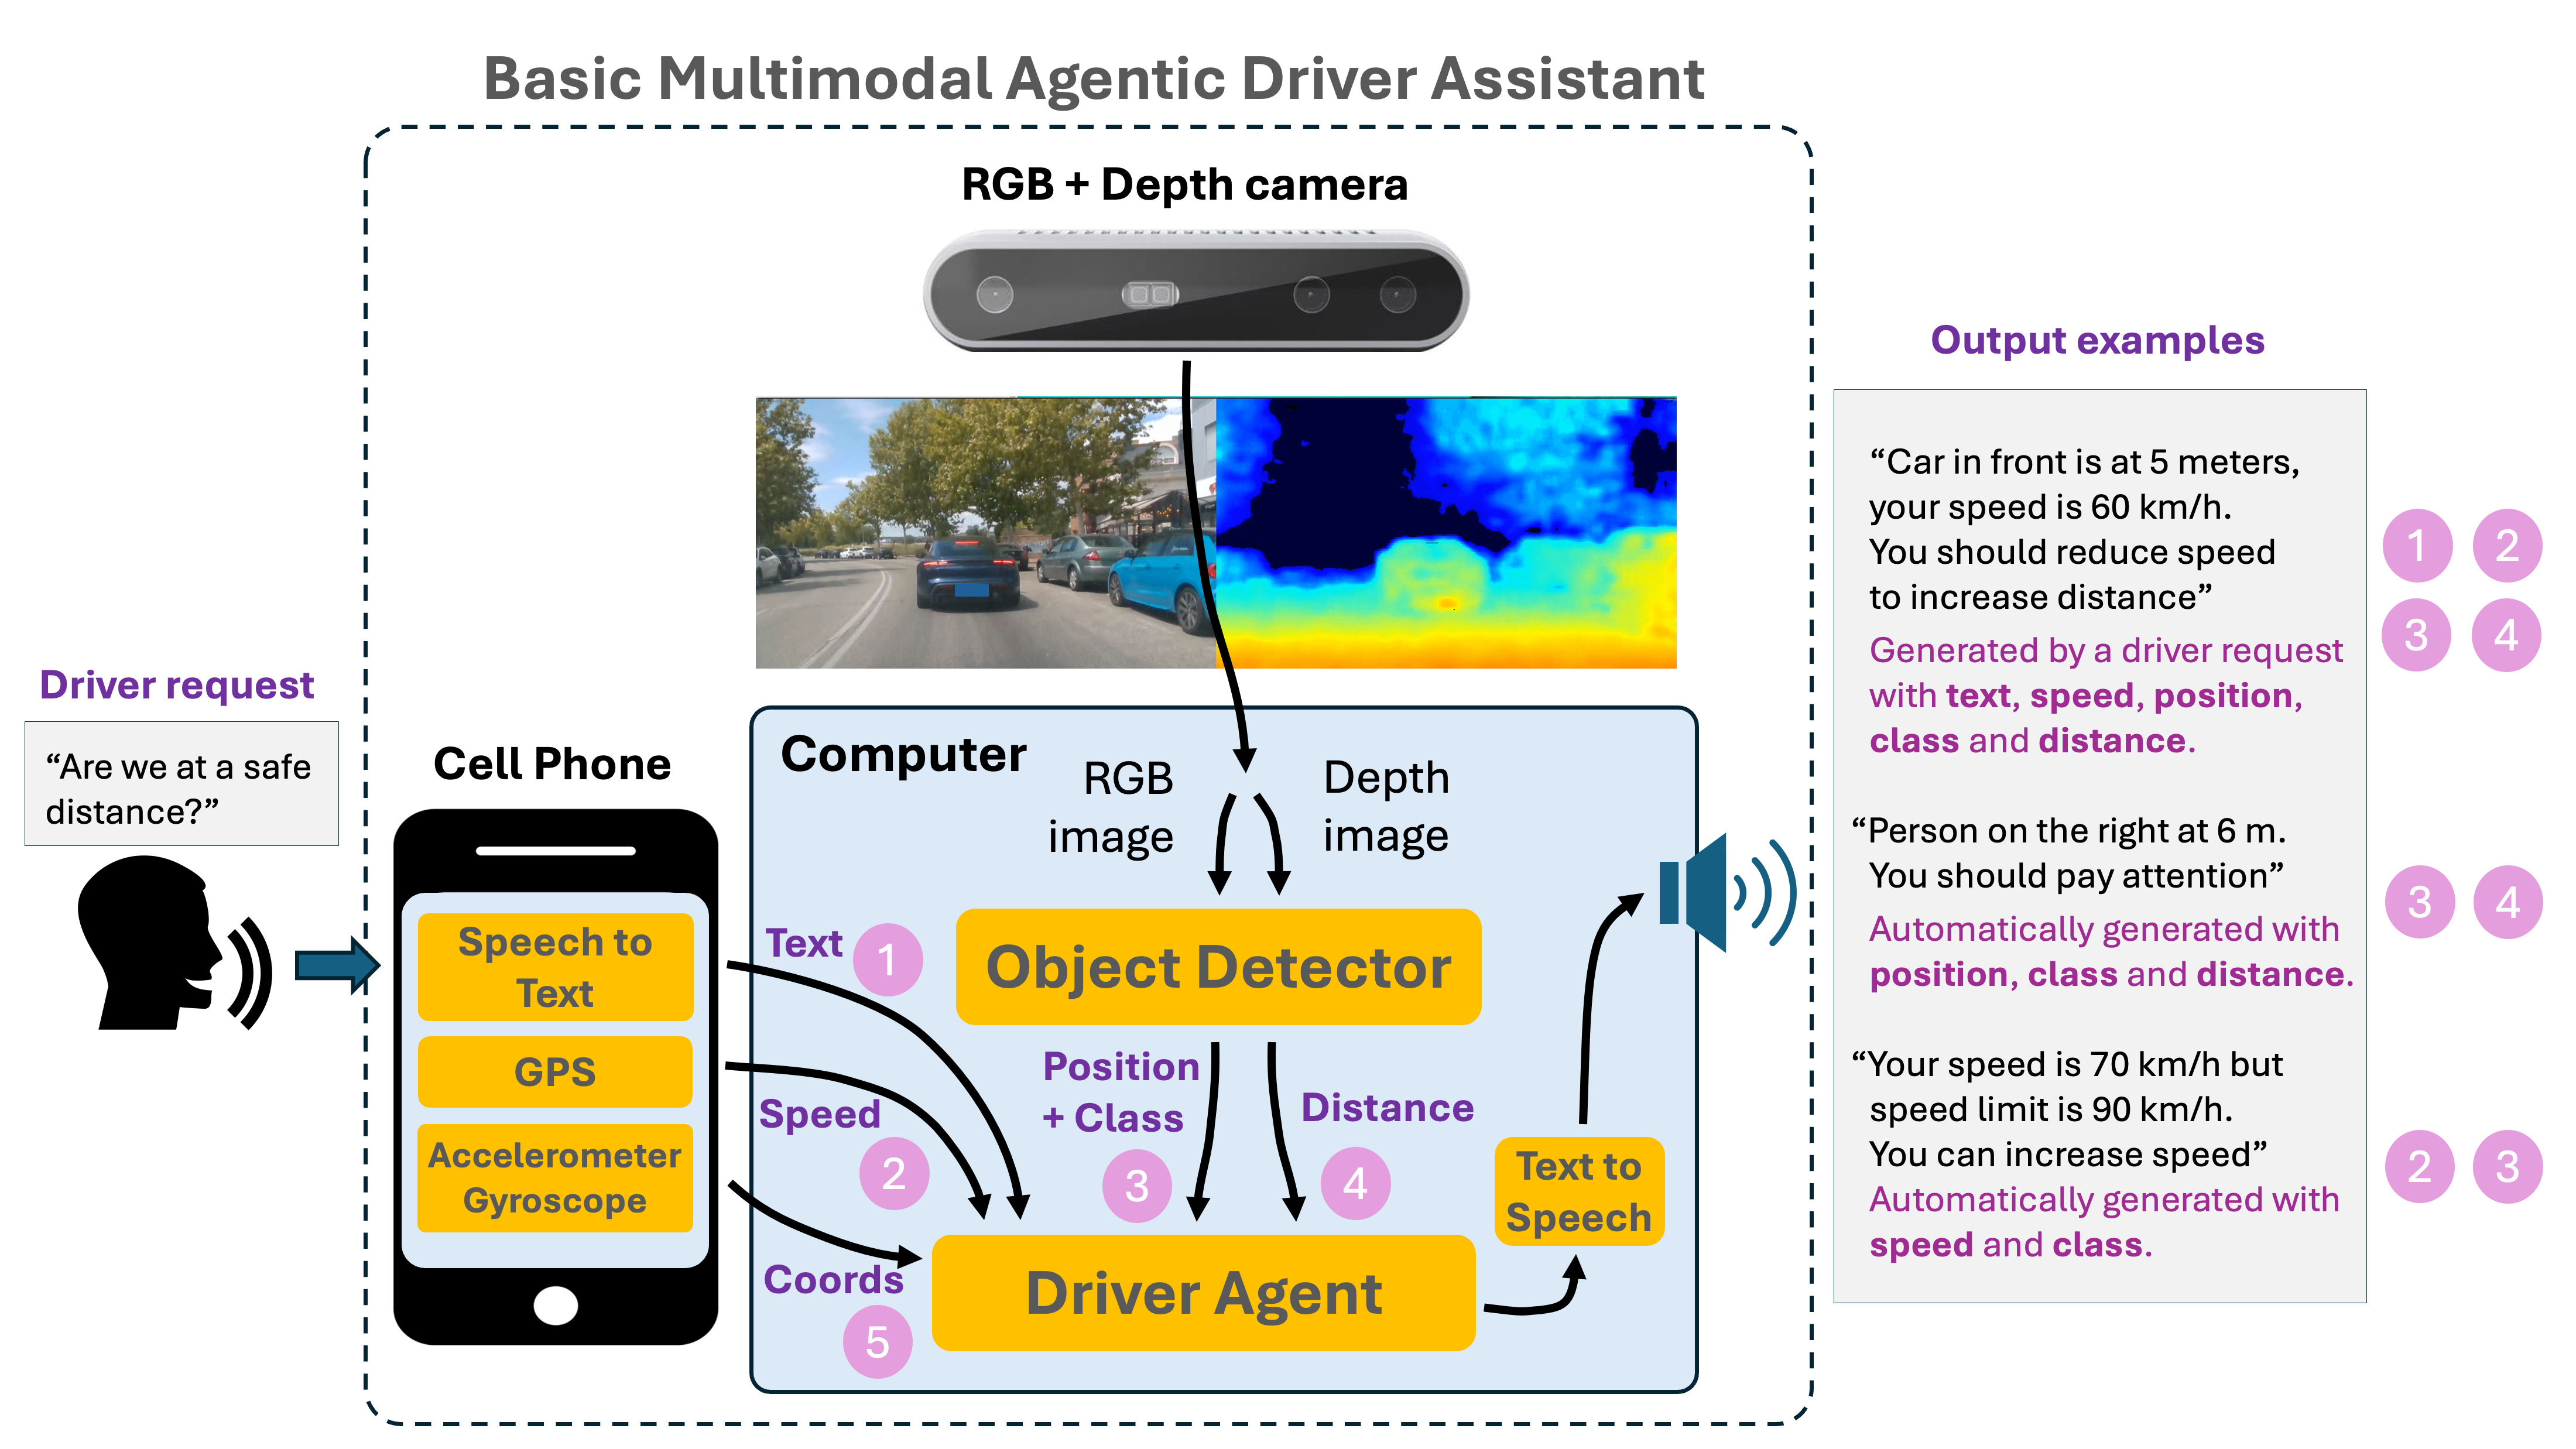 Basic Multimodal Agentic Driver Assistant
RGB + Depth camera
Driver request
“Are we at a safe
distance?”
Cell Phone
Speech to
Text
GPS
Accelerometer
Gyroscope
Computer
RGB
image
Depth
image
Text
1
Object Detector
Speed
2
Position
+ Class
3
Distance
4
Coords
5
Driver Agent
Text to
Speech
Output examples
“Car in front is at 5 meters,
your speed is 60 km/h.
You should reduce speed
to increase distance”
Generated by a driver request
with text, speed, position,
class and distance.
1 2
3 4
“Person on the right at 6 m.
You should pay attention”
Automatically generated with
position, class and distance.
3 4
“Your speed is 70 km/h but
speed limit is 90 km/h.
You can increase speed”
Automatically generated with
speed and class.
2 3